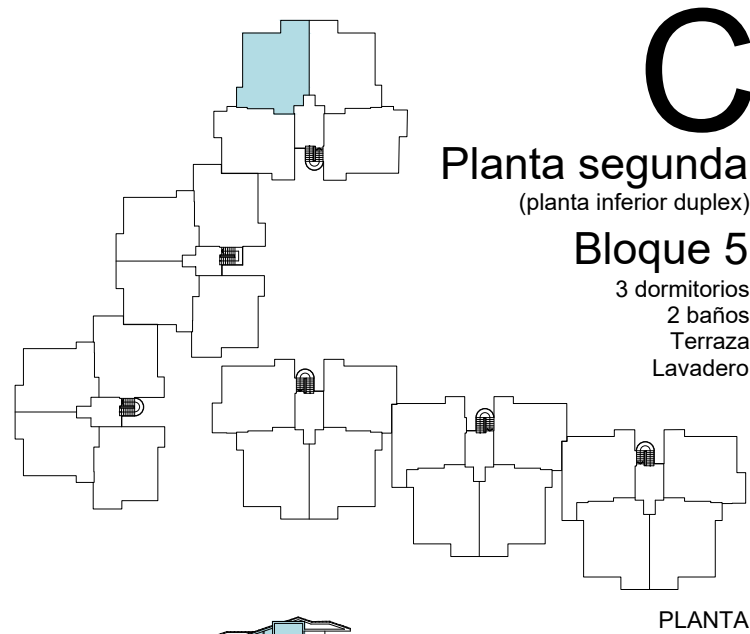 C
Planta segunda
(planta inferior duplex)
Bloque 5
3 dormitorios
2 baños
Terraza
Lavadero
PLANTA